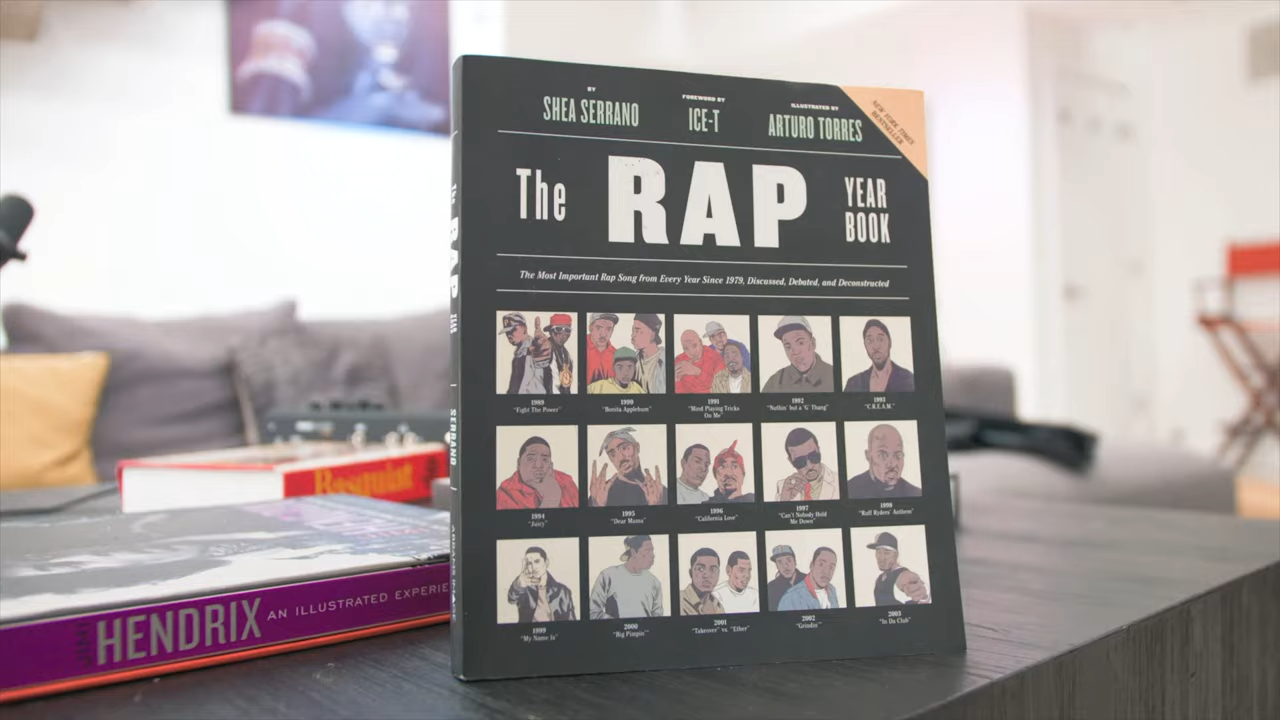 BY
SHEA SERRANO
FOREWORD BY
ICE-T
ILLUSTRATED BY
ARTURO TORRES
NEW YORK TIMES
BESTSELLER
The RAP YEAR
BOOK
The Most Important Rap Song from Every Year Since 1979, Discussed, Debated, and Deconstructed
1989
"Fight The Power"
1990
"Bonita Applebum"
1991
"Mind Playing Tricks
On Me"
1992
"Nuthin' but a 'G' Thang"
1993
"C.R.E.A.M."
1994
"Juicy"
1995
"Dear Mama"
1996
"California Love"
1997
"Can't Nobody Hold
Me Down"
1998
"Ruff Ryders' Anthem"
1999
"My Name Is"
2000
"Big Pimpin'"
2001
"Takeover" vs. "Ether"
2002
"Grindin'"
2003
"In Da Club"
The RAP
SERRANO
Basquiat
HENDRIX AN ILLUSTRATED EXPERIE